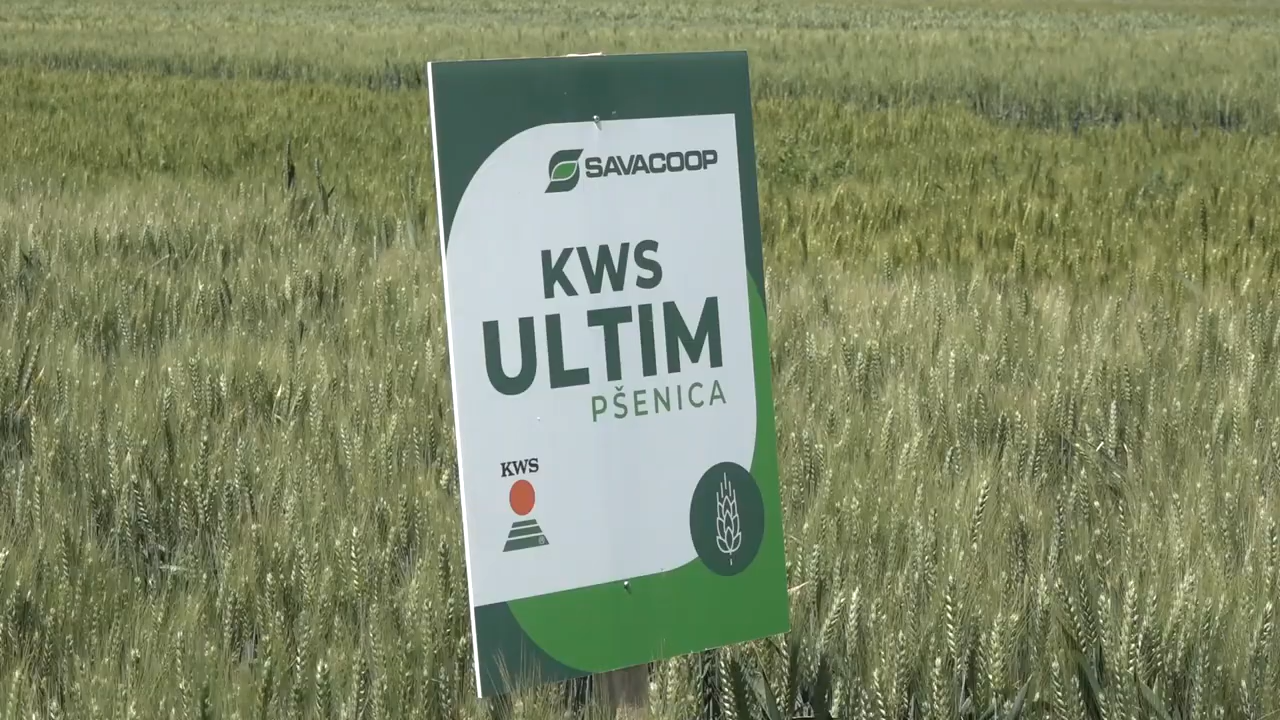 SAVACOOP
KWS
ULTIM
PŠENICA
KWS